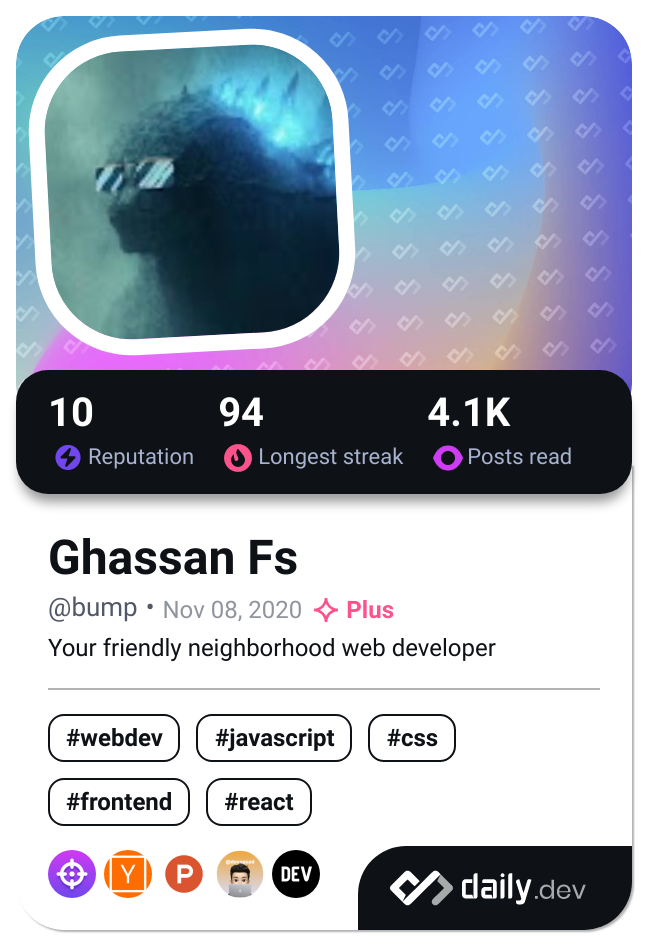 10 94 4.1K
Reputation Longest streak Posts read
Ghassan Fs
@bump • Nov 08, 2020 Plus
Your friendly neighborhood web developer
#webdev #javascript #css
#frontend #react
Y P DEV
daily.dev